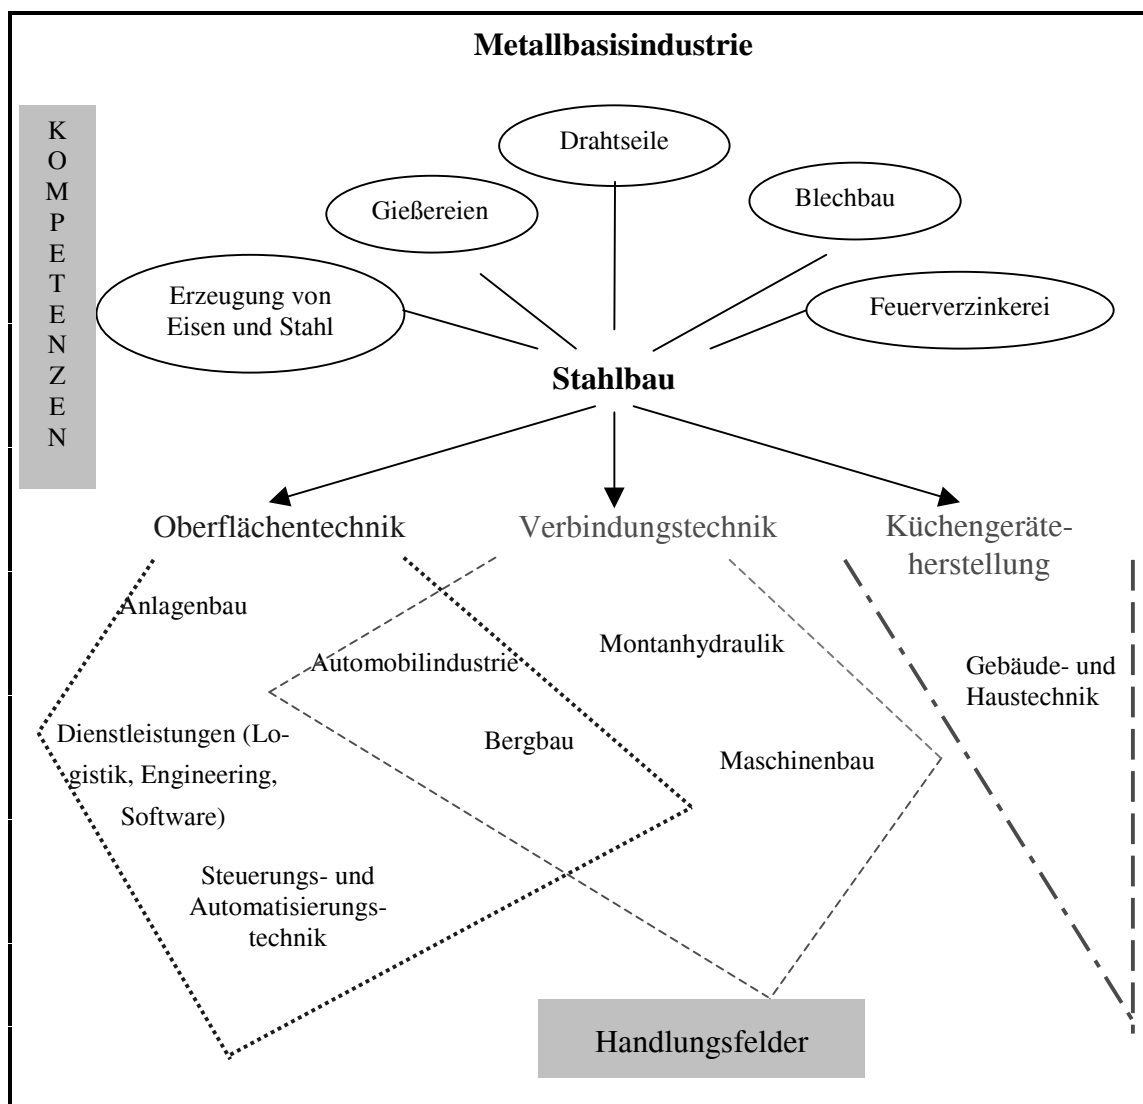 Metallbasisindustrie
KOMPETENZEN
Drahtseile
Gießereien
Blechbau
Erzeugung von
Eisen und Stahl
Feuerverzinkerei
Stahlbau
Oberflächentechnik
Verbindungstechnik
Küchengeräte-
herstellung
Anlagenbau
Automobilindustrie
Montanhydraulik
Gebäude- und
Haustechnik
Dienstleistungen (Lo-
gistik, Engineering,
Software)
Bergbau
Maschinenbau
Steuerungs- und
Automatisierungs-
technik
Handlungsfelder